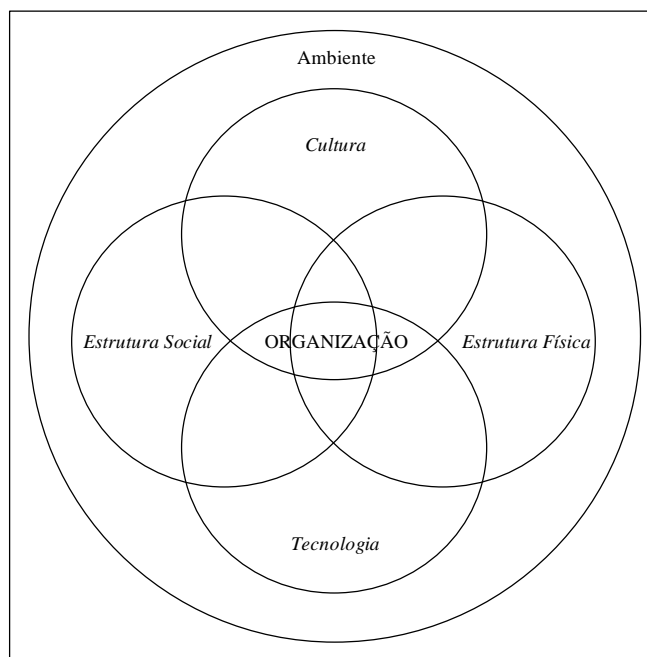 Ambiente
Cultura
Estrutura Social
ORGANIZAÇÃO
Estrutura Física
Tecnologia